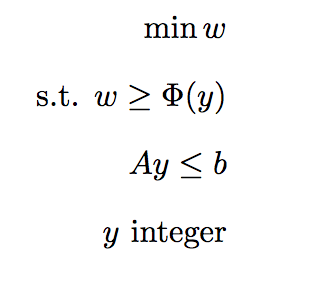 min w
s.t. w ≥ Φ(y)
Ay ≤ b
y integer